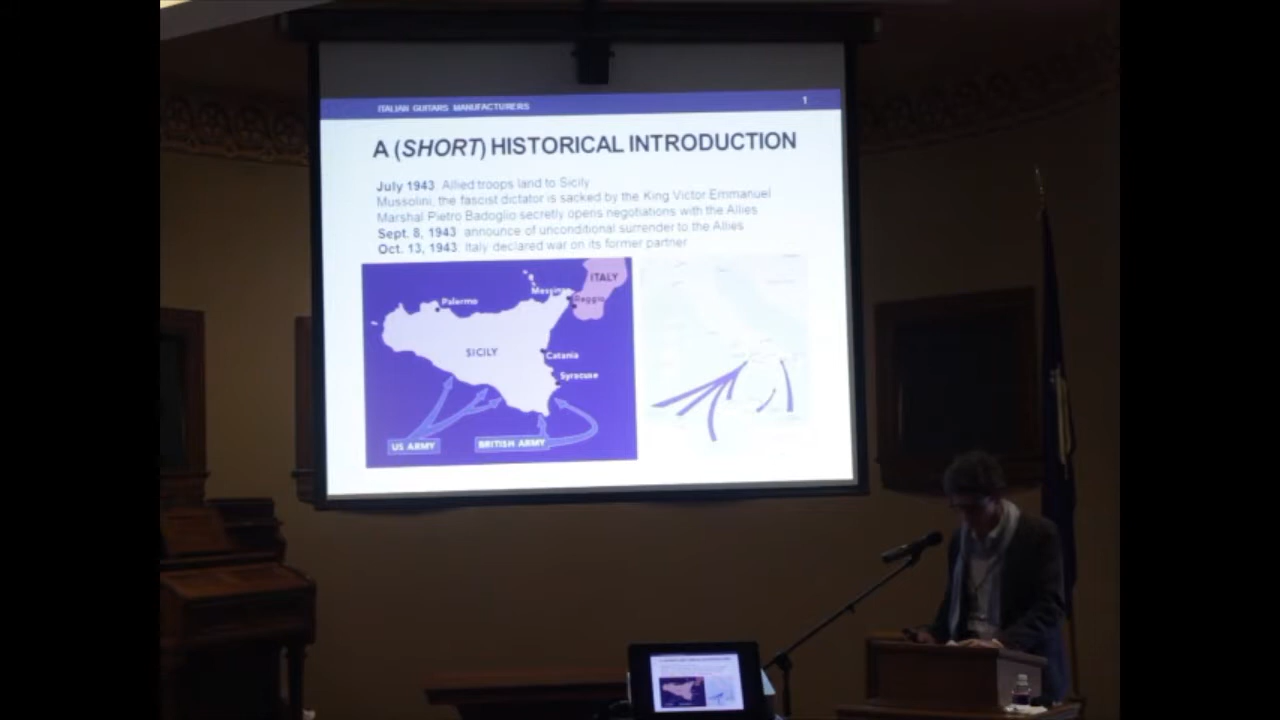 ITALIAN GUITARS MANUFACTURERS
1
A (SHORT) HISTORICAL INTRODUCTION
July 1943: Allied troops land to Sicily
Mussolini, the fascist dictator is sacked by the King Victor Emmanuel
Marshal Pietro Badoglio secretly opens negotiations with the Allies
Sept. 8, 1943: announce of unconditional surrender to the Allies
Oct. 13, 1943: Italy declared war on its former partner
ITALY
Messina
Reggio
Palermo
SICILY
Catania
Syracuse
US ARMY
BRITISH ARMY